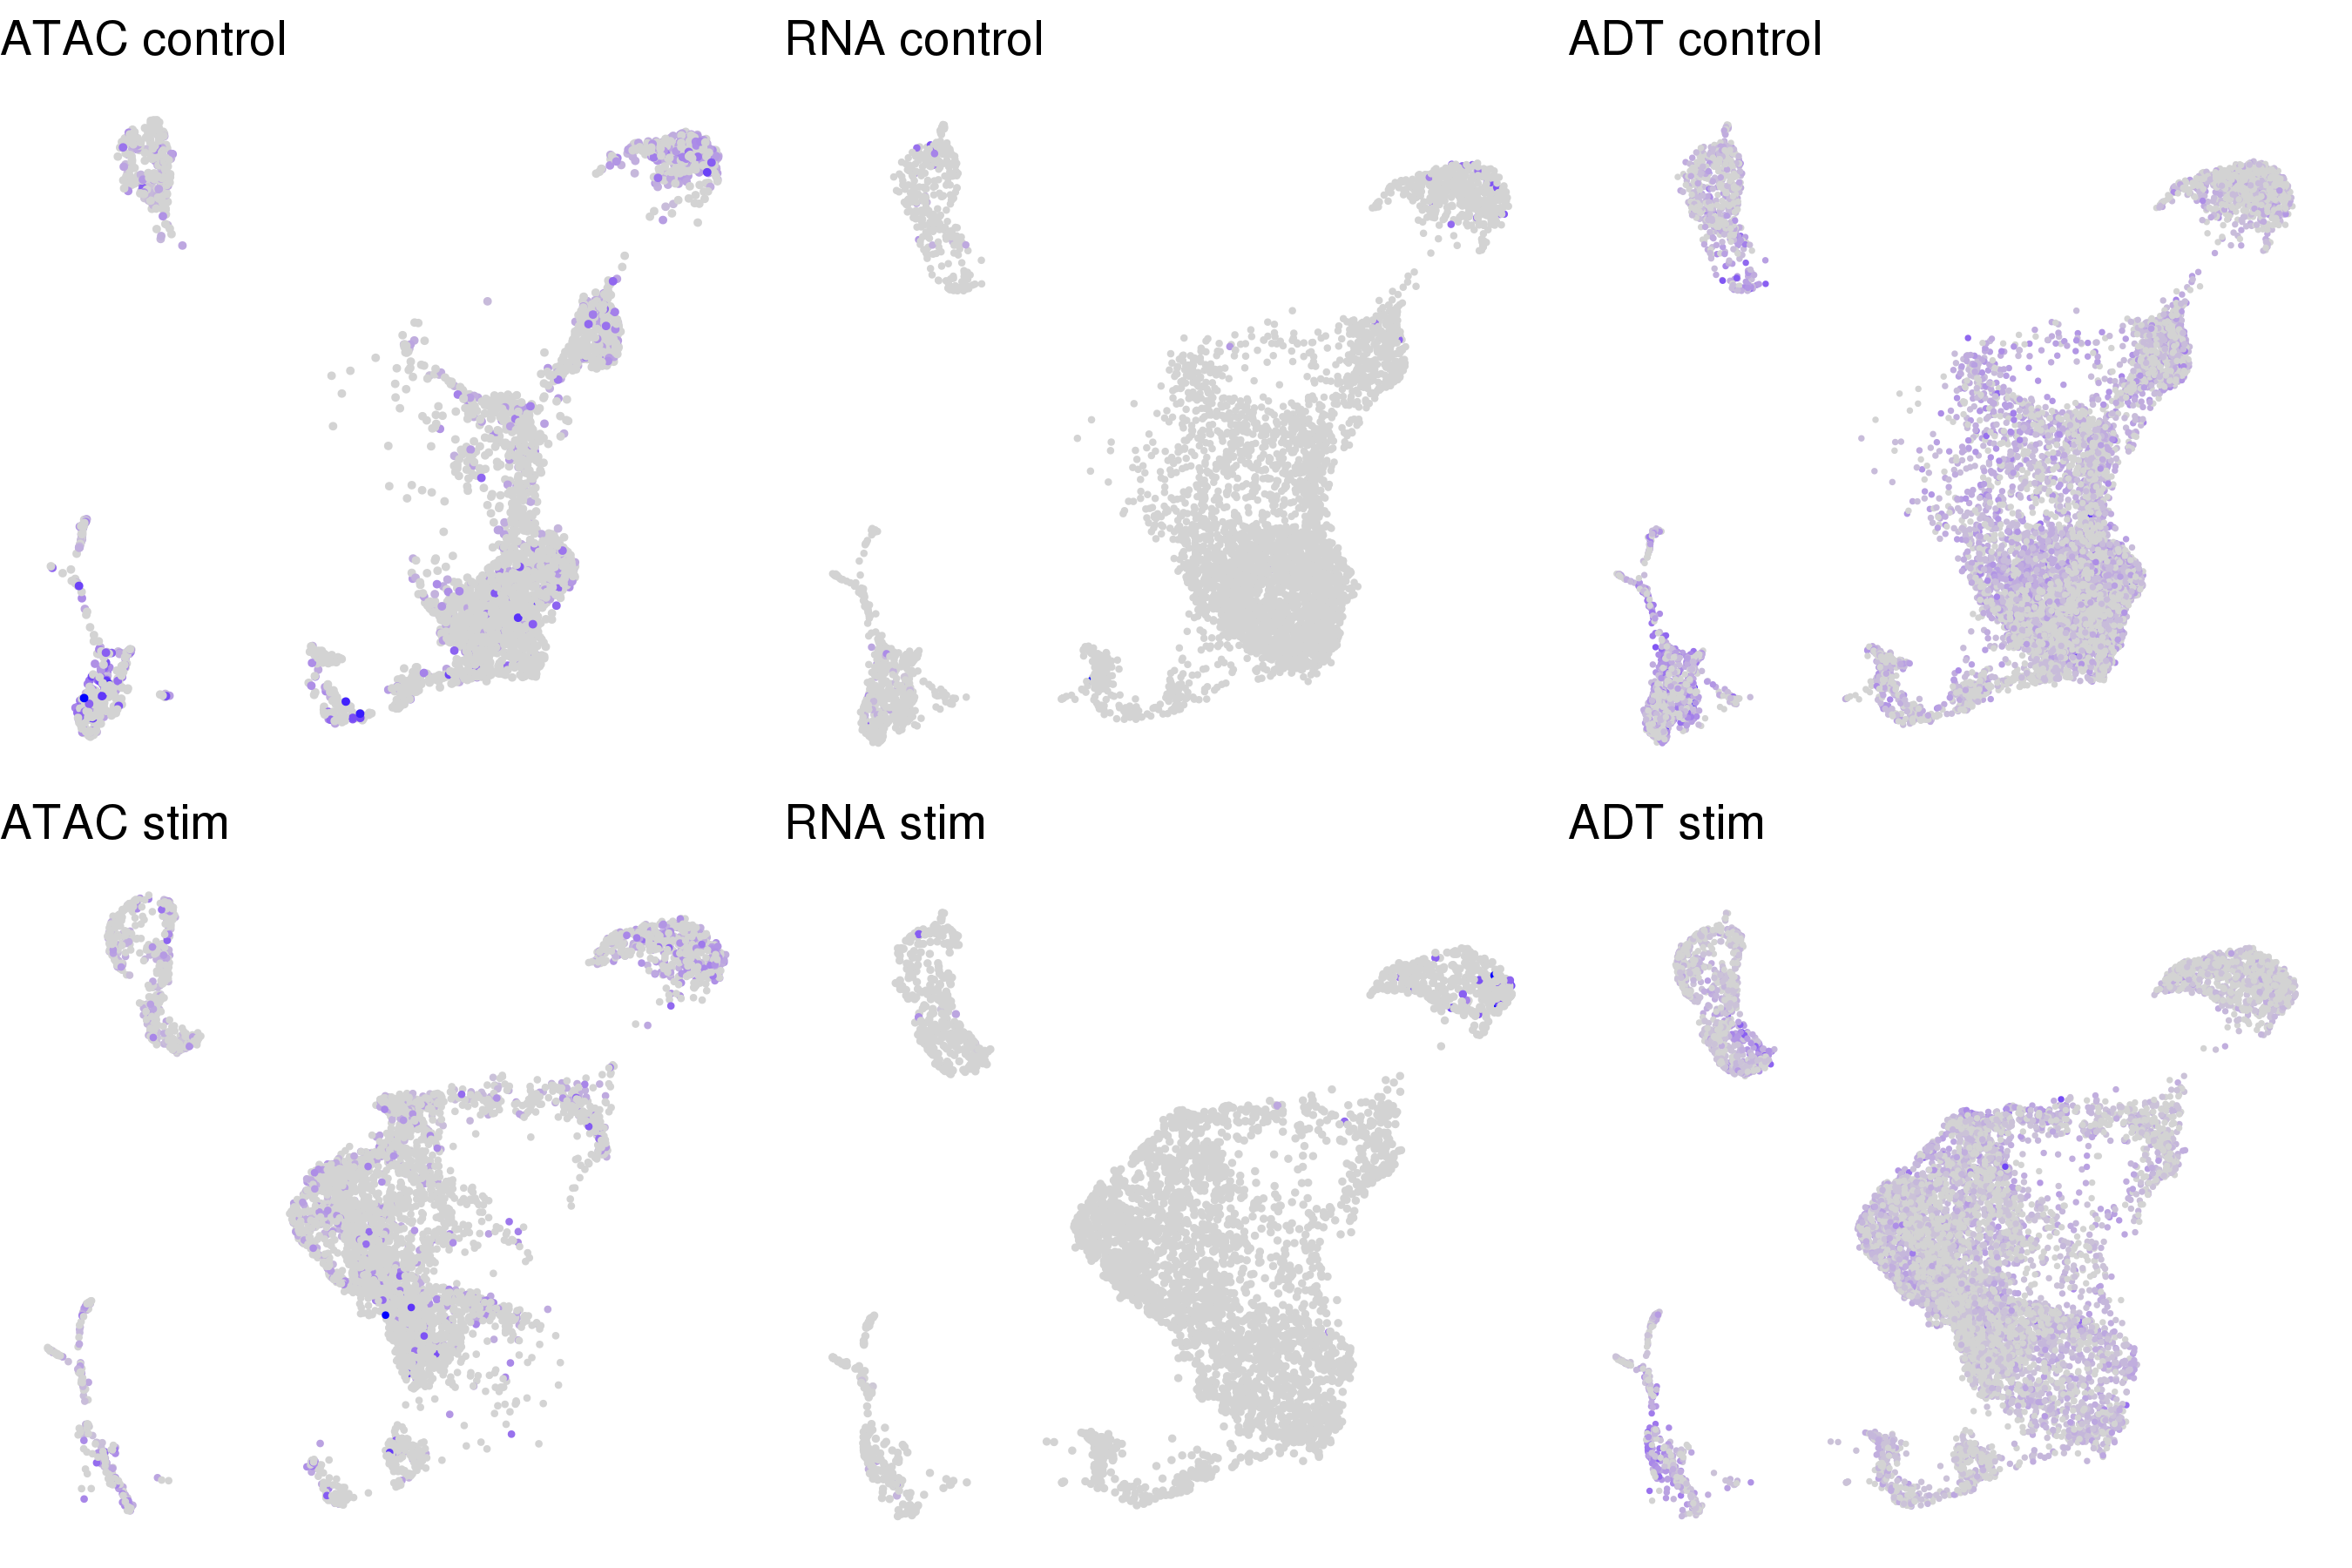 ATAC control
RNA control
ADT control
ATAC stim
RNA stim
ADT stim